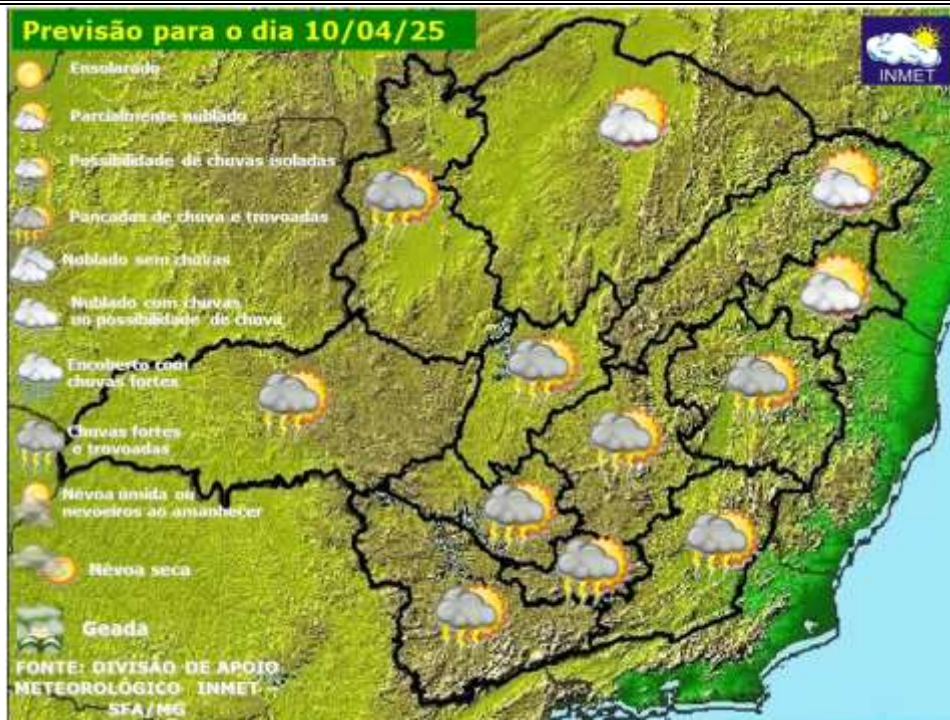 Previsão para o dia 10/04/25
INMET
Ensolarado
Parcialmente nublado
Possibilidade de chuvas isoladas
Pancadas de chuva e trovoadas
Noblado sem chuvas
Nublado com chuvas
ou possibilidade de chuva
Encoberto com
chuvas fortes
Chuvas fortes
e trovoadas
Névoa úmida ou
nevoeiros ao amanhecer
Névoa seca
Geada
FONTE: DIVISÃO DE APOIO
METEOROLÓGICO INMET -
SFA/MG